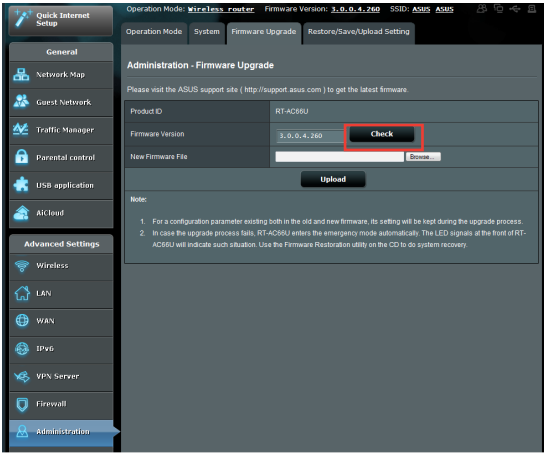 Quick Internet
Setup
Operation Mode: Wireless router Firmware Version: 3.0.0.4.260 SSID: ASUS ASUS
Operation Mode System Firmware Upgrade Restore/Save/Upload Setting
General
Network Map
Guest Network
Traffic Manager
Parental control
USB application
AiCloud
Advanced Settings
Wireless
LAN
WAN
IPv6
VPN Server
Firewall
Administration
Administration - Firmware Upgrade
Please visit the ASUS support site ( http://support.asus.com ) to get the latest firmware.
Product ID RT-AC66U
Firmware Version 3.0.0.4.260 Check
New Firmware File Browse...
Upload
Note:
1. For a configuration parameter existing both in the old and new firmware, its setting will be kept during the upgrade process.
2. In case the upgrade process fails, RT-AC66U enters the emergency mode automatically. The LED signals at the front of RT-
AC66U will indicate such situation. Use the Firmware Restoration utility on the CD to do system recovery.